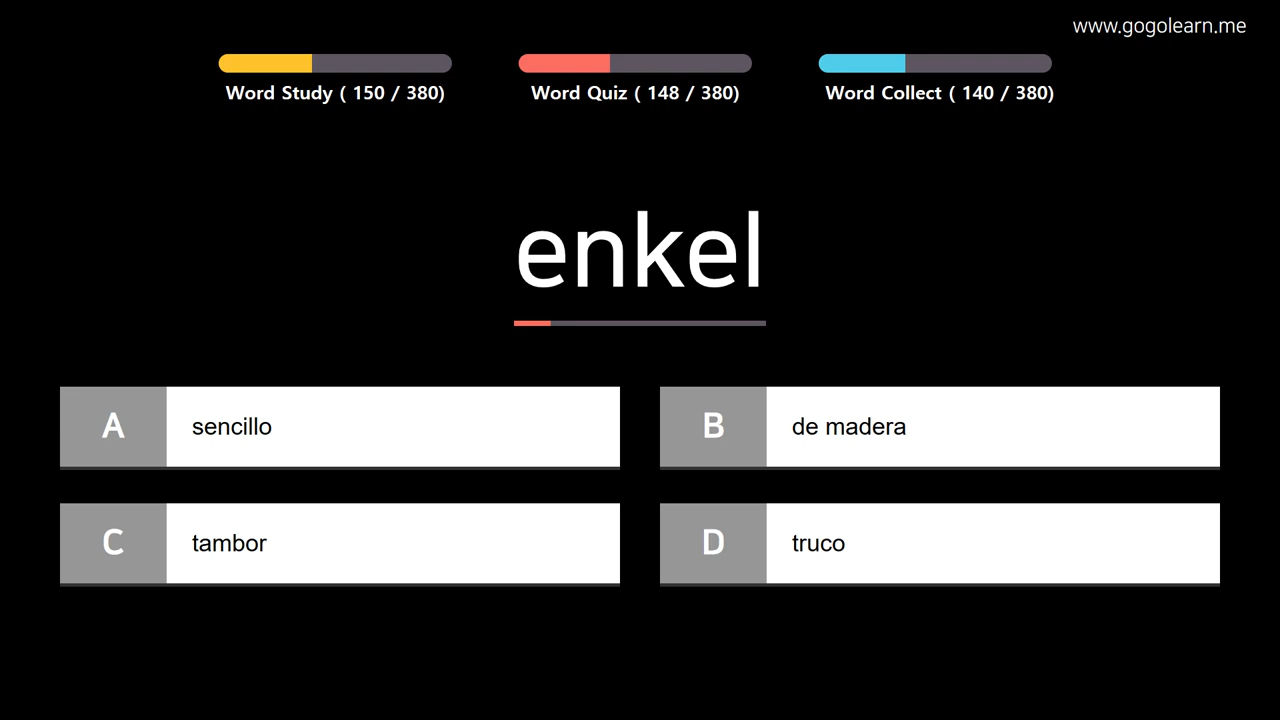 www.gogolearn.me
Word Study ( 150 / 380)
Word Quiz ( 148 / 380)
Word Collect ( 140 / 380)
enkel
A sencillo
B de madera
C tambor
D truco